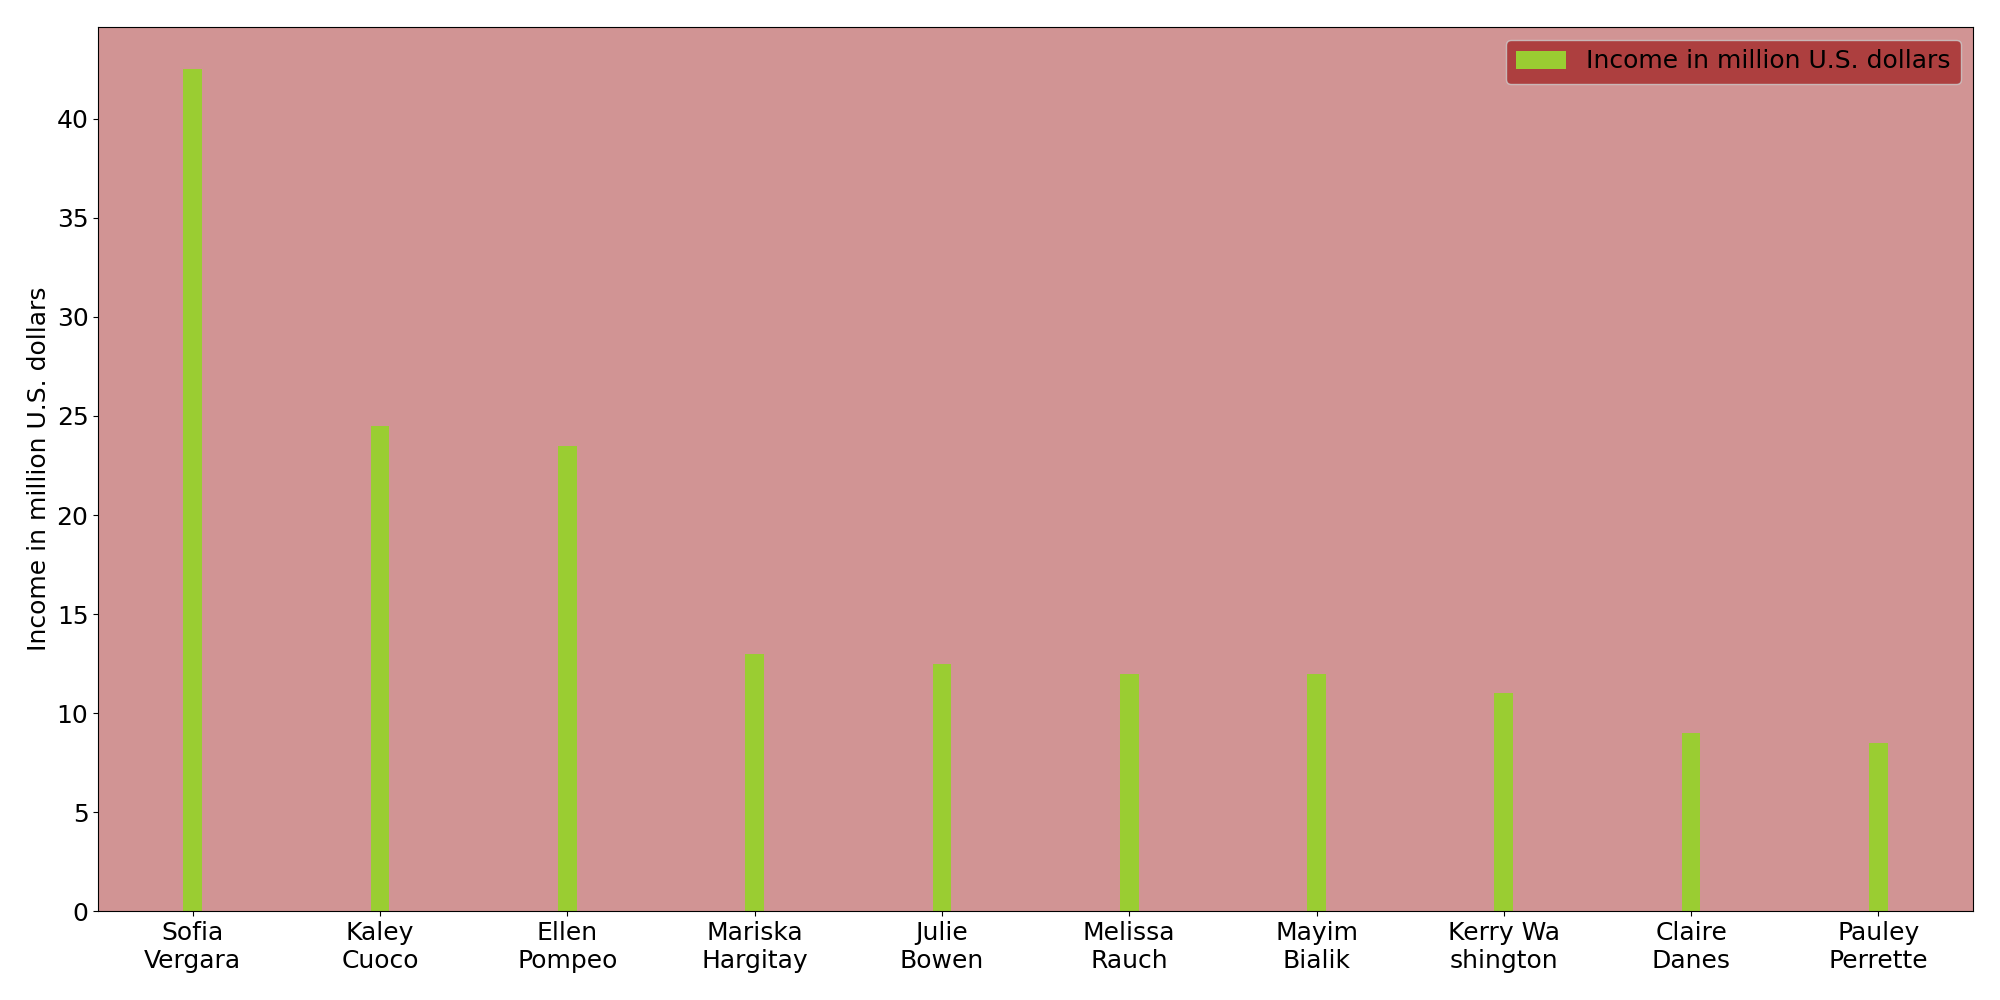 Income in million U.S. dollars
Income in million U.S. dollars
40
35
30
25
20
15
10
5
0
Sofia
Vergara
Kaley
Cuoco
Ellen
Pompeo
Mariska
Hargitay
Julie
Bowen
Melissa
Rauch
Mayim
Bialik
Kerry Wa
shington
Claire
Danes
Pauley
Perrette